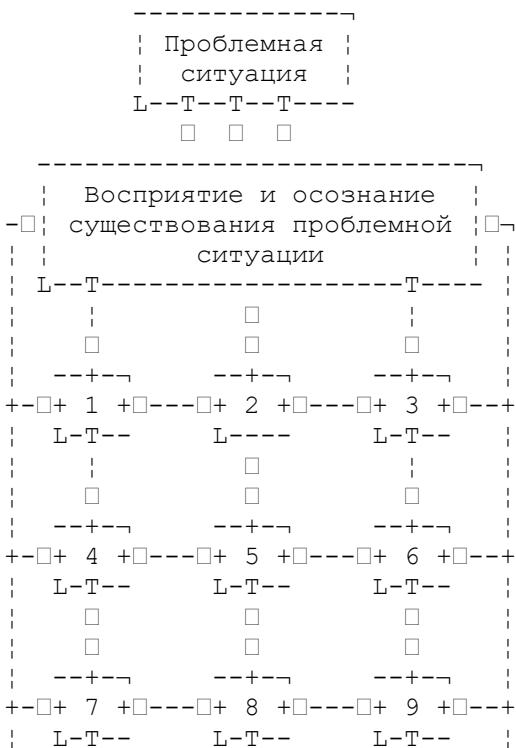 Проблемная
ситуация
Восприятие и осознание
существования проблемной
ситуации
1 2 3
4 5 6
7 8 9